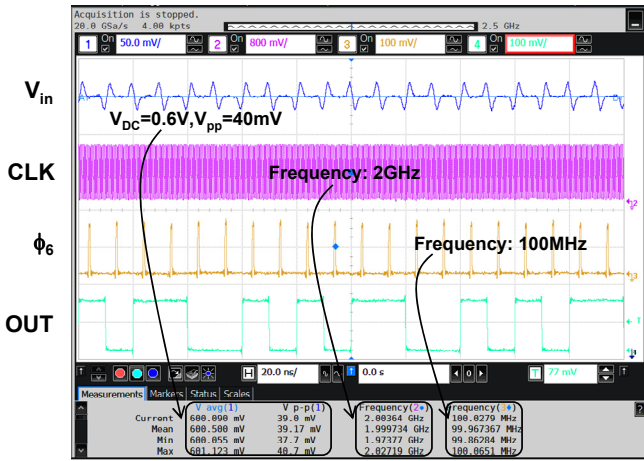 Acquisition is stopped.
20.0 GSa/s 4.00 kpts 2.5 GHz
1 On 50.0 mV/ 2 On 800 mV/ 3 On 100 mV/ 4 On 100 mV/
Vin
VDC=0.6V,Vpp=40mV
CLK
Frequency: 2GHz
2
ϕ6
Frequency: 100MHz
3
OUT
H 20.0 ns/ 0.0 s 0 T 77 mV
Measurements Markers Status Scales
V avg(1) V p-p(1) Frequency(2) Frequency(3)
Current 600.090 mV 39.0 mV 2.00364 GHz 100.0279 MHz
Mean 600.500 mV 39.17 mV 1.999734 GHz 99.967367 MHz
Min 600.055 mV 37.7 mV 1.97377 GHz 99.86284 MHz
Max 601.123 mV 40.7 mV 2.02719 GHz 100.0651 MHz